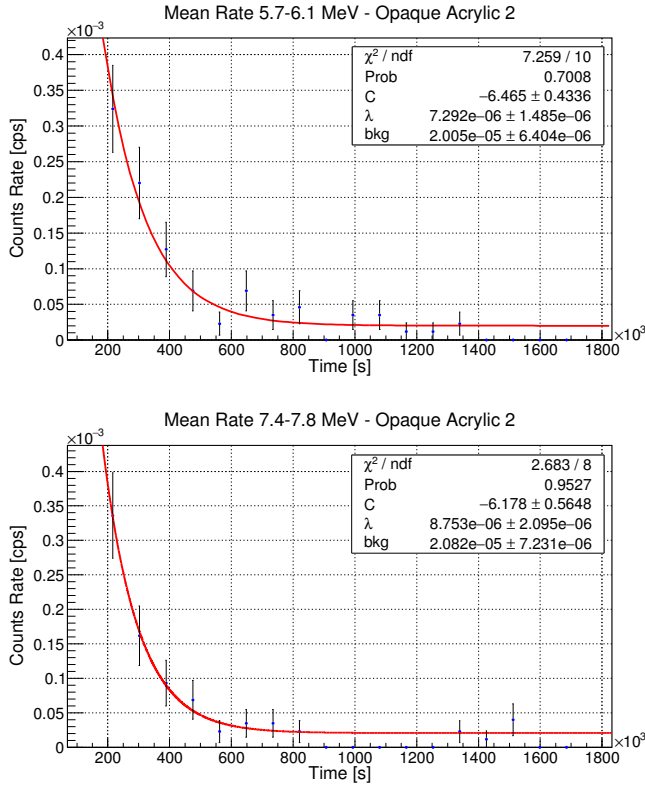 Mean Rate 5.7-6.1 MeV - Opaque Acrylic 2
×10⁻³
χ² / ndf 7.259 / 10
Prob 0.7008
C −6.465 ± 0.4336
λ 7.292e−06 ± 1.485e−06
bkg 2.005e−05 ± 6.404e−06
Counts Rate [cps]
0.4
0.35
0.3
0.25
0.2
0.15
0.1
0.05
0
200 400 600 800 1000 1200 1400 1600 1800
×10³
Time [s]
Mean Rate 7.4-7.8 MeV - Opaque Acrylic 2
×10⁻³
χ² / ndf 2.683 / 8
Prob 0.9527
C −6.178 ± 0.5648
λ 8.753e−06 ± 2.095e−06
bkg 2.082e−05 ± 7.231e−06
Counts Rate [cps]
0.4
0.35
0.3
0.25
0.2
0.15
0.1
0.05
0
200 400 600 800 1000 1200 1400 1600 1800
×10³
Time [s]